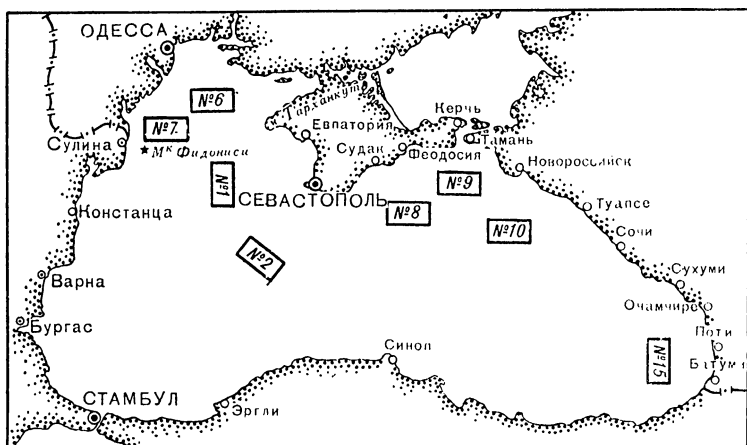 ОДЕССА
№6
м. Тарханкут
Керчь
№7.
Евпатория
Тамань
Сулина
Мк Фидониси
Судак
Феодосия
Новороссийск
№1
№9
СЕВАСТОПОЛЬ
Констанца
№8
Туапсе
№10
Сочи
№2
Варна
Сухуми
Очамчире
Бургас
Поти
Синоп
№15
Батуми
СТАМБУЛ
Эргли